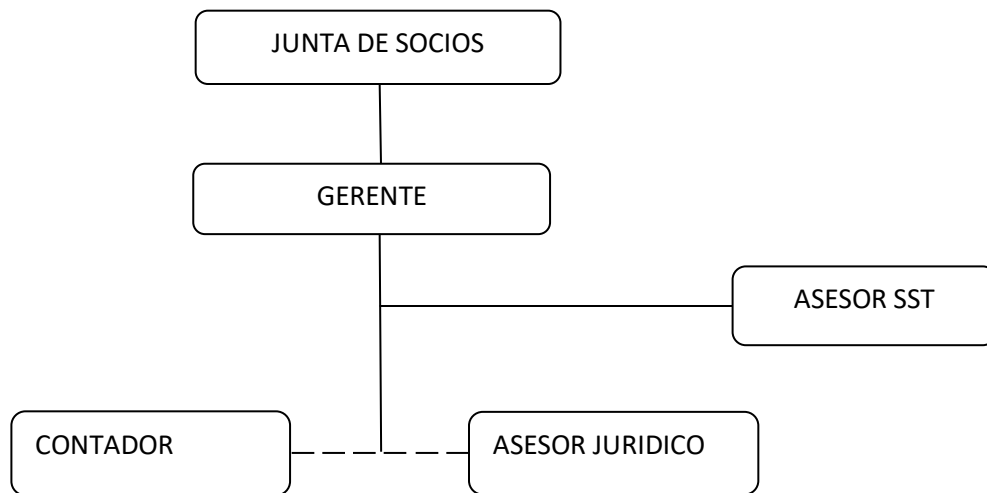 JUNTA DE SOCIOS
GERENTE
ASESOR SST
CONTADOR
ASESOR JURIDICO